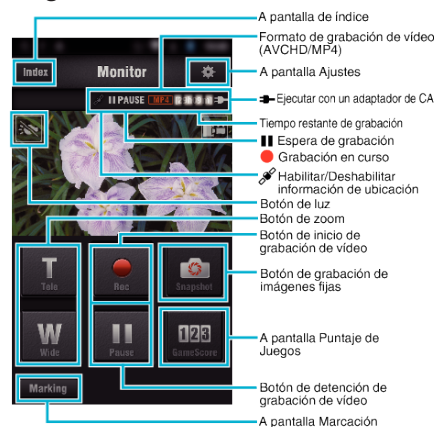 A pantalla de índice
Formato de grabación de vídeo
(AVCHD/MP4)
Index
Monitor
A pantalla Ajustes
PAUSE MP4
Ejecutar con un adaptador de CA
Tiempo restante de grabación
Espera de grabación
Grabación en curso
Habilitar/Deshabilitar
información de ubicación
Botón de luz
Botón de zoom
Botón de inicio de
grabación de vídeo
T
Tele
Rec
Snapshot
Botón de grabación de
imágenes fijas
W
Wide
Pause
123
GameScore
A pantalla Puntaje de
Juegos
Marking
Botón de detención de
grabación de vídeo
A pantalla Marcación